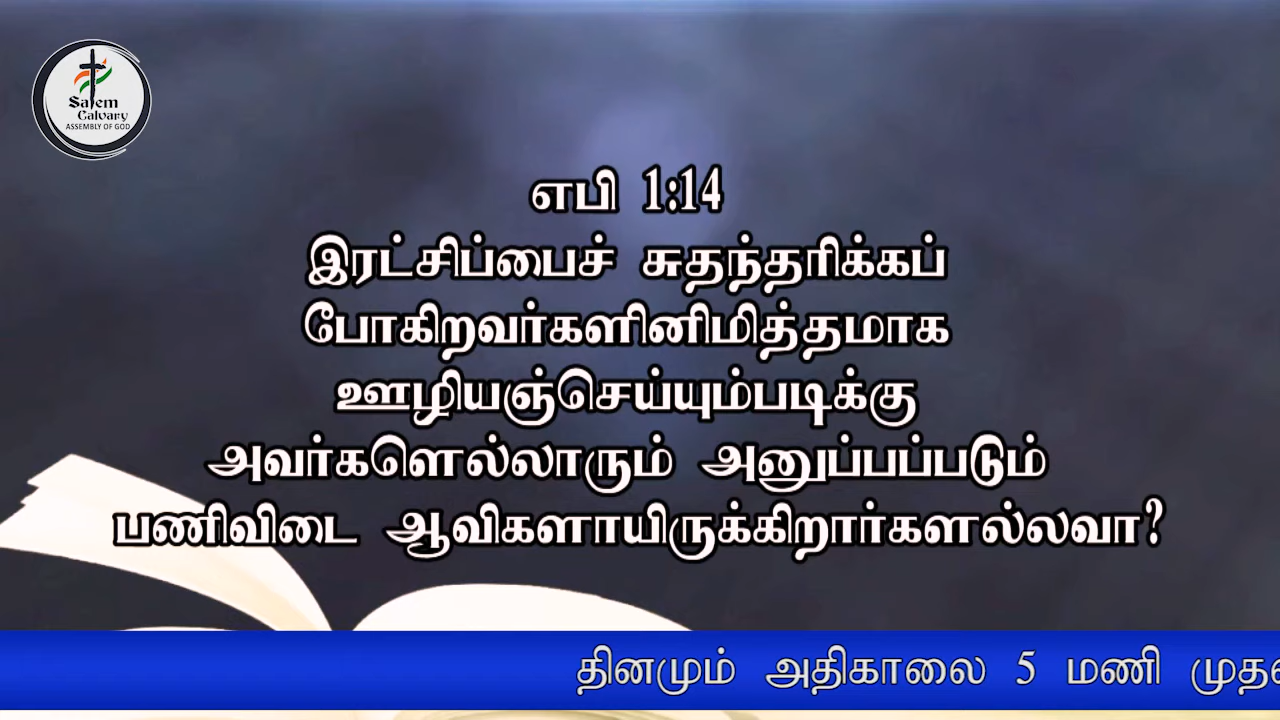 Salem
Calvary
ASSEMBLY OF GOD
எபி 1:14
இரட்சிப்பைச் சுதந்தரிக்கப்
போகிறவர்களினிமித்தமாக
ஊழியஞ்செய்யும்படிக்கு
அவர்களெல்லாரும் அனுப்பப்படும்
பணிவிடை ஆவிகளாயிருக்கிறார்களல்லவா?
தினமும் அதிகாலை 5 மணி